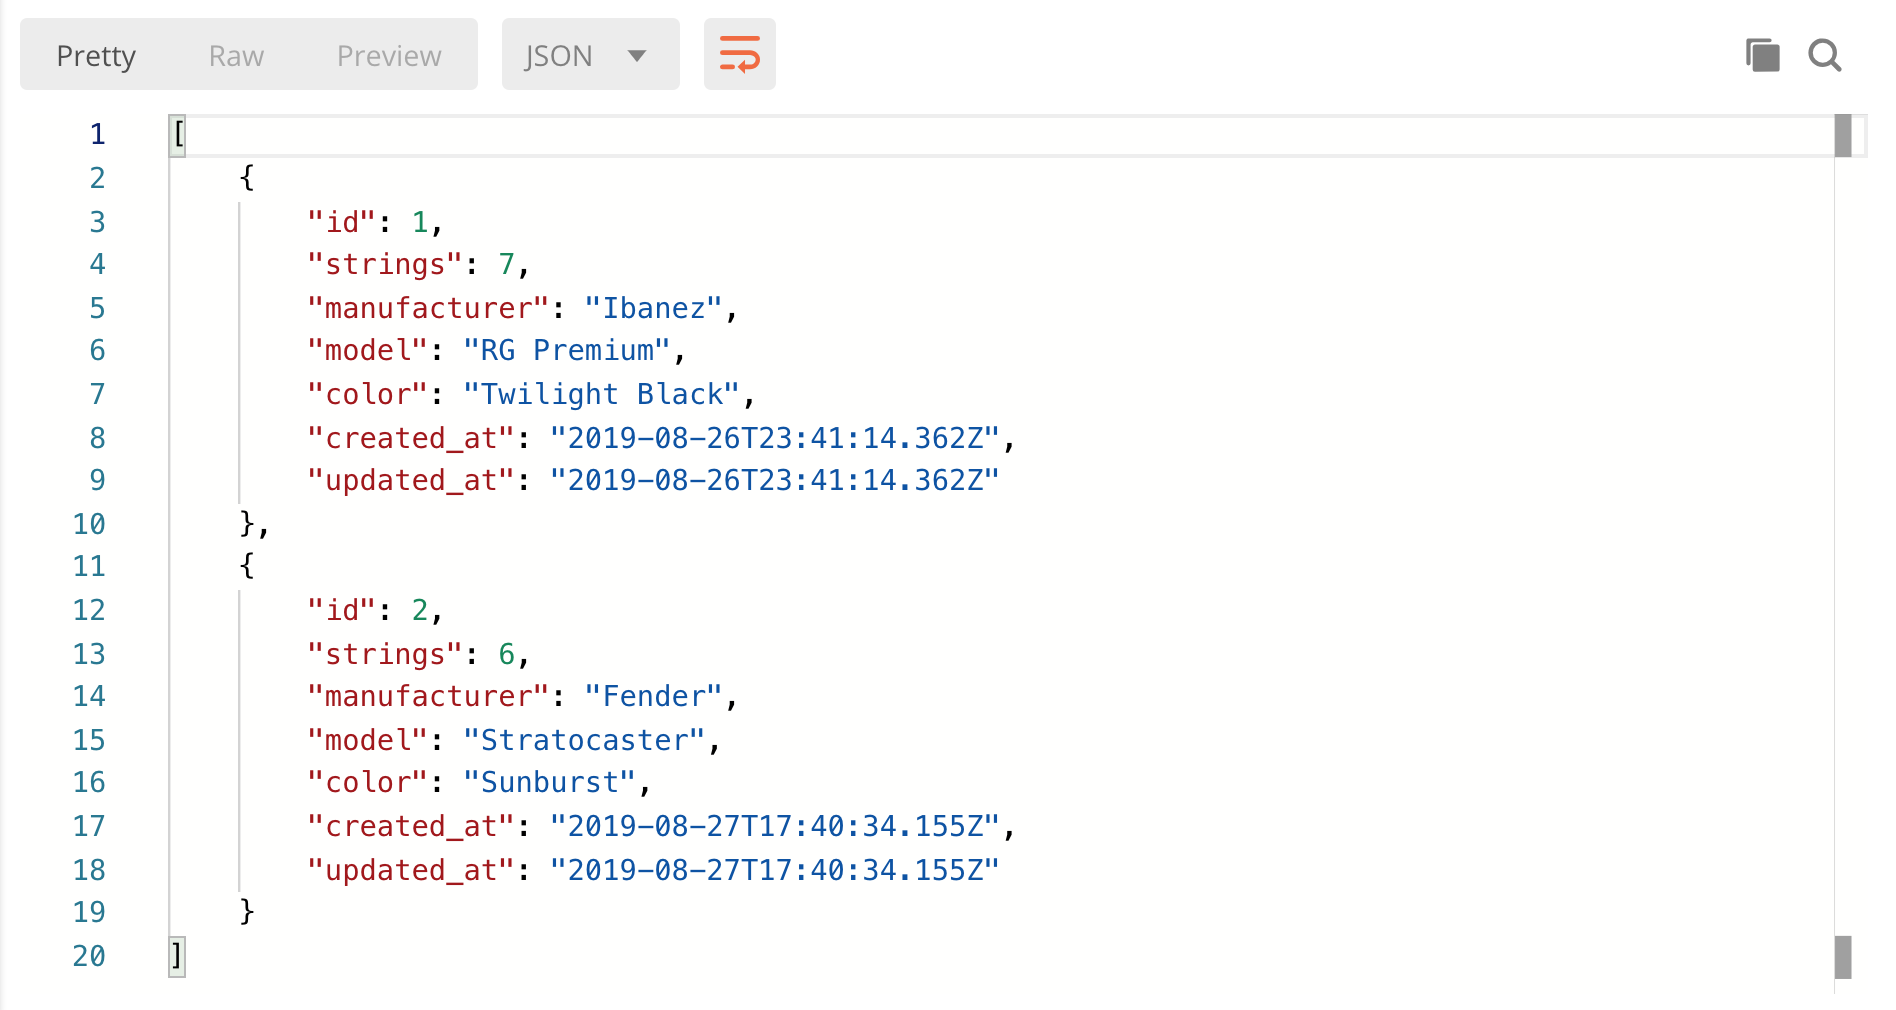 Pretty Raw Preview JSON
1 [
2 {
3 "id": 1,
4 "strings": 7,
5 "manufacturer": "Ibanez",
6 "model": "RG Premium",
7 "color": "Twilight Black",
8 "created_at": "2019-08-26T23:41:14.362Z",
9 "updated_at": "2019-08-26T23:41:14.362Z"
10 },
11 {
12 "id": 2,
13 "strings": 6,
14 "manufacturer": "Fender",
15 "model": "Stratocaster",
16 "color": "Sunburst",
17 "created_at": "2019-08-27T17:40:34.155Z",
18 "updated_at": "2019-08-27T17:40:34.155Z"
19 }
20 ]